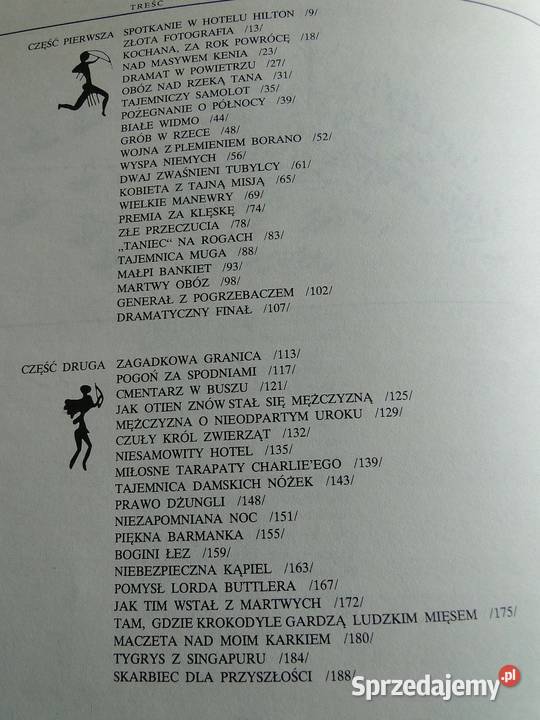 TREŚĆ
CZĘŚĆ PIERWSZA SPOTKANIE W HOTELU HILTON /9/
ZŁOTA FOTOGRAFIA /13/
KOCHANA, ZA ROK POWRÓCĘ /18/
NAD MASYWEM KENIA /23/
DRAMAT W POWIETRZU /27/
OBÓZ NAD RZEKĄ TANA /31/
TAJEMNICZY SAMOLOT /35/
POŻEGNANIE O PÓŁNOCY /39/
BIAŁE WIDMO /44/
GRÓB W RZECE /48/
WOJNA Z PLEMIENIEM BORANO /52/
WYSPA NIEMYCH /56/
DWAJ ZWAŚNIENI TUBYLCY /61/
KOBIETA Z TAJNĄ MISJĄ /65/
WIELKIE MANEWRY /69/
PREMIA ZA KLĘSKĘ /74/
ZŁE PRZECZUCIA /78/
„TANIEC” NA ROGACH /83/
TAJEMNICA MUGA /88/
MAŁPI BANKIET /93/
MARTWY OBÓZ /98/
GENERAŁ Z POGRZEBACZEM /102/
DRAMATYCZNY FINAŁ /107/
CZĘŚĆ DRUGA ZAGADKOWA GRANICA /113/
POGOŃ ZA SPODNIAMI /117/
CMENTARZ W BUSZU /121/
JAK OTIEN ZNÓW STAŁ SIĘ MĘŻCZYZNĄ /125/
MĘŻCZYZNA O NIEODPARTYM UROKU /129/
CZUŁY KRÓL ZWIERZĄT /132/
NIESAMOWITY HOTEL /135/
MIŁOSNE TARAPATY CHARLIE'EGO /139/
TAJEMNICA DAMSKICH NÓŻEK /143/
PRAWO DŻUNGLI /148/
NIEZAPOMNIANA NOC /151/
PIĘKNA BARMANKA /155/
BOGINI ŁEZ /159/
NIEBEZPIECZNA KĄPIEL /163/
POMYSŁ LORDA BUTTLERA /167/
JAK TIM WSTAŁ Z MARTWYCH /172/
TAM, GDZIE KROKODYLE GARDZĄ LUDZKIM MIĘSEM /175/
MACZETA NAD MOIM KARKIEM /180/
TYGRYS Z SINGAPURU /184/
SKARBIEC DLA PRZYSZŁOŚCI /188/
Sprzedajemy.pl